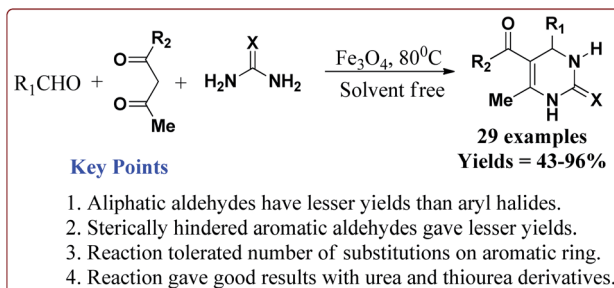 R₁CHO + O R₂ O Me + X H₂N NH₂
Fe₃O₄, 80⁰C
Solvent free
O R₁ R₂ N H Me N H X
29 examples
Yields = 43-96%
Key Points
1. Aliphatic aldehydes have lesser yields than aryl halides.
2. Sterically hindered aromatic aldehydes gave lesser yields.
3. Reaction tolerated number of substitutions on aromatic ring.
4. Reaction gave good results with urea and thiourea derivatives.